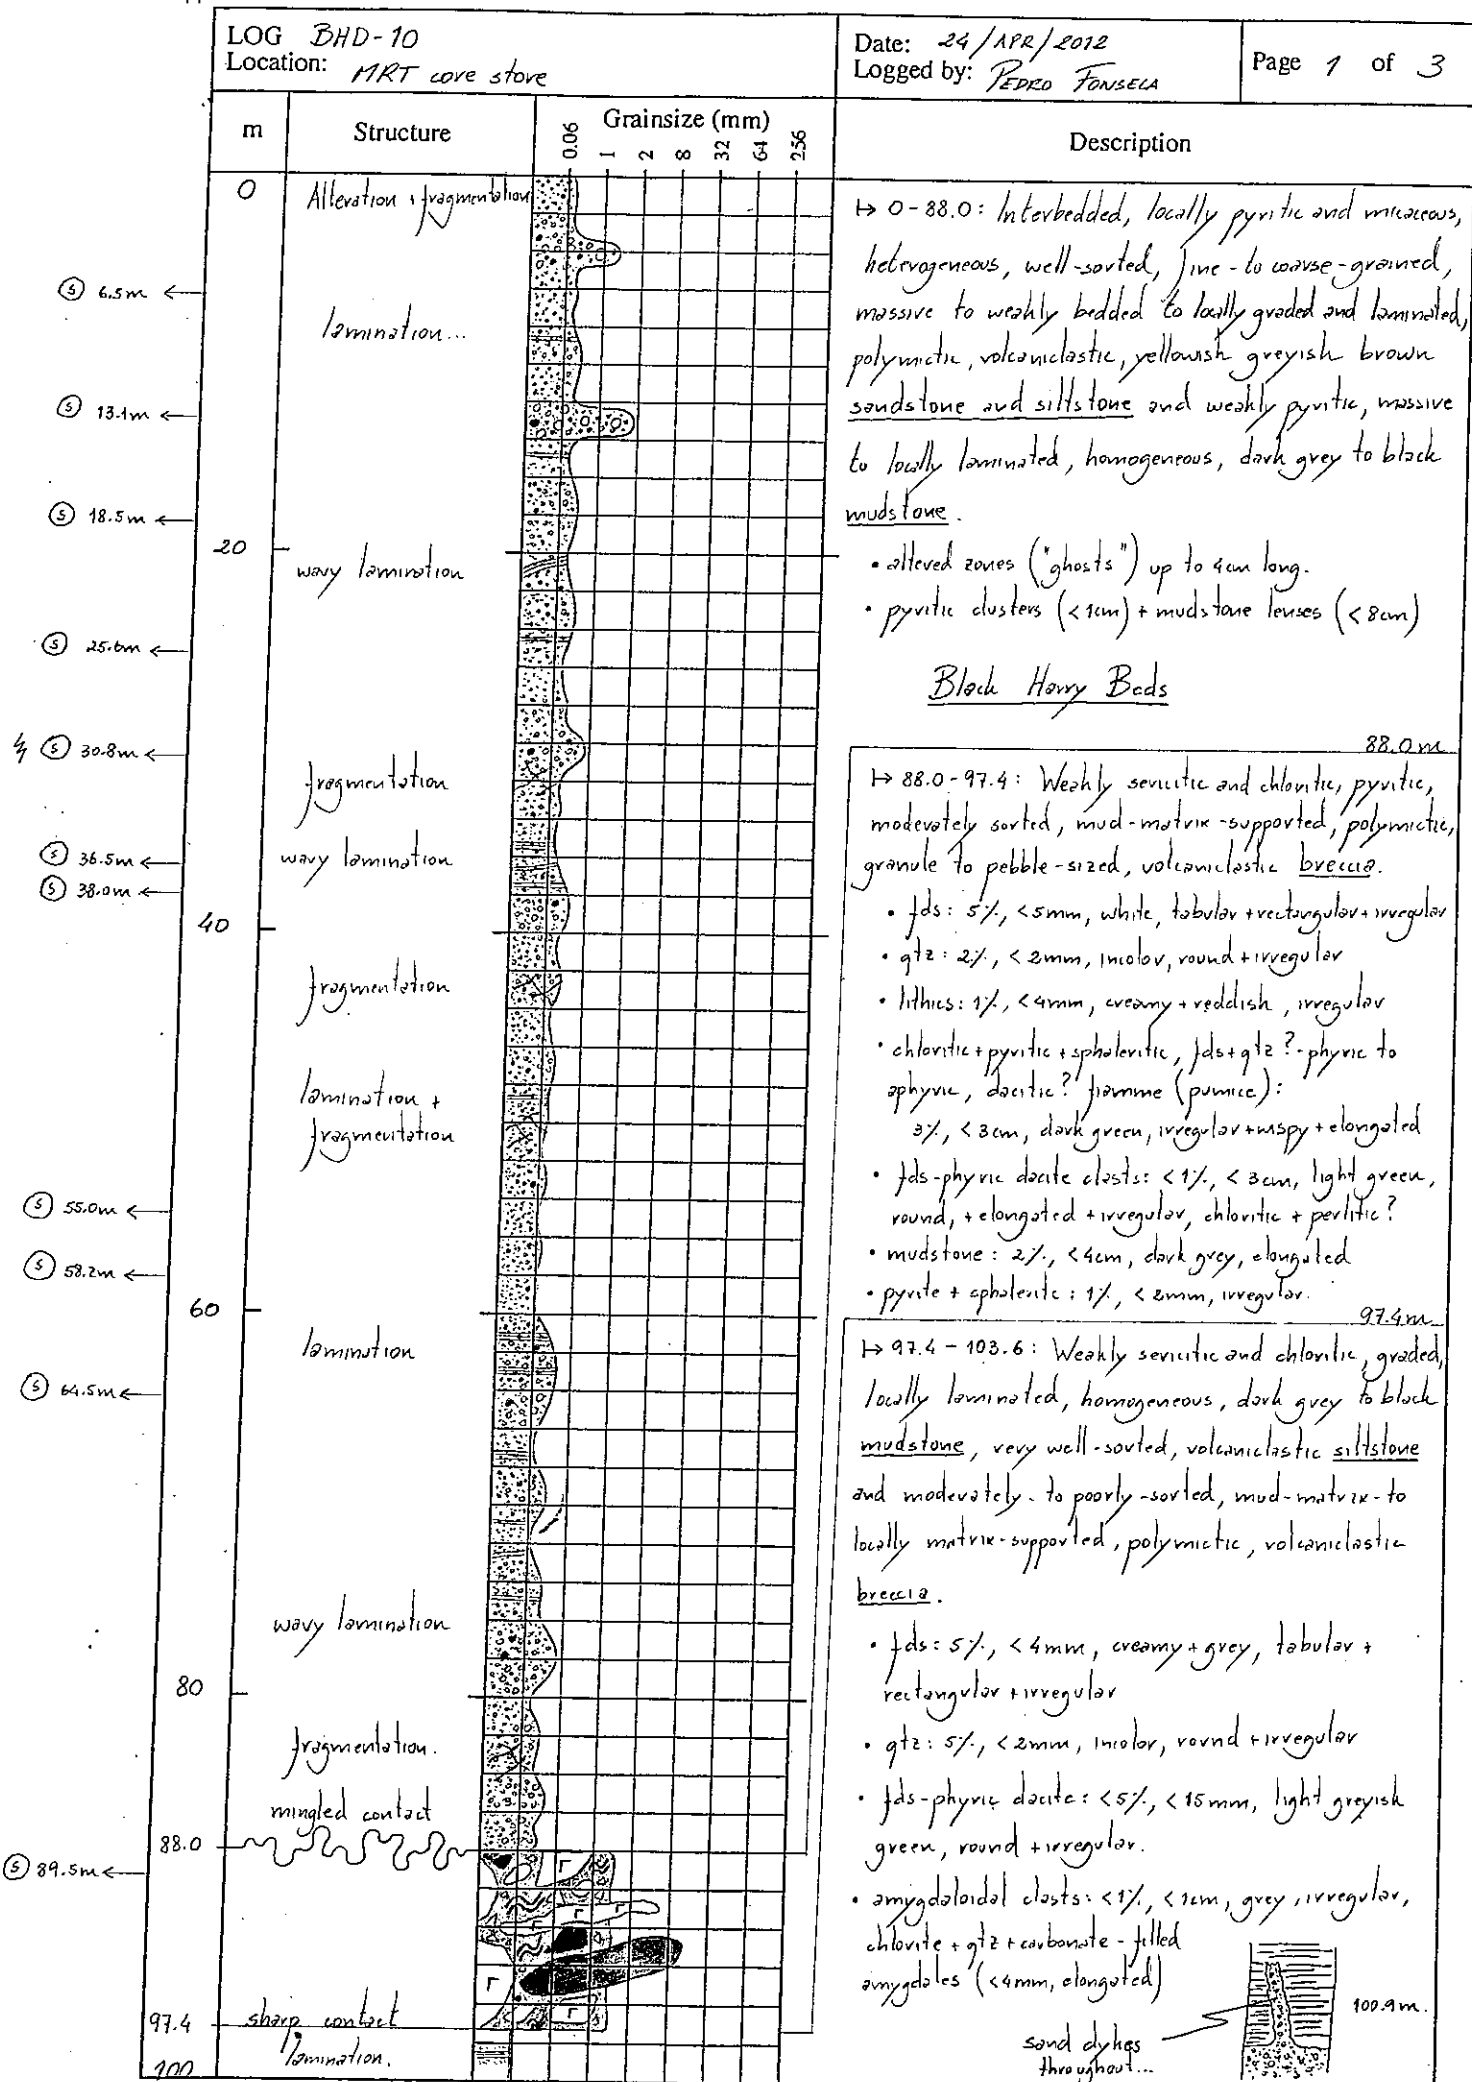 LOG BHD-10
Location: MRT core store
Date: 24/APR/2012
Logged by: PEDRO FONSECA
Page 1 of 3
m
Structure
Grainsize (mm)
0.06 1 2 8 32 64 256
Description
0
Alteration + fragmentation
Ⓢ 6.5m ←
lamination...
Ⓢ 13.1m ←
Ⓢ 18.5m ←
20
wavy lamination
Ⓢ 25.6m ←
Ⓢ 30.8m ←
fragmentation
Ⓢ 36.5m ←
wavy lamination
Ⓢ 38.0m ←
40
fragmentation
lamination +
fragmentation
Ⓢ 55.0m ←
Ⓢ 58.2m ←
60
lamination
Ⓢ 64.5m ←
wavy lamination
80
fragmentation.
mingled contact
88.0
Ⓢ 89.5m ←
97.4
sharp contact
lamination.
100
↦ 0-88.0: Interbedded, locally pyritic and micaceous,
heterogeneous, well-sorted, fine- to coarse-grained,
massive to weakly bedded to locally graded and laminated,
polymictic, volcaniclastic, yellowish greyish brown
sandstone and siltstone and weakly pyritic, massive
to locally laminated, homogeneous, dark grey to black
mudstone.
• altered zones ("ghosts") up to 4cm long.
• pyritic clusters (<1cm) + mudstone lenses (<8cm)
Black Harry Beds
88.0m
↦ 88.0-97.4: Weakly sericitic and chloritic, pyritic,
moderately sorted, mud-matrix-supported, polymictic,
granule to pebble-sized, volcaniclastic breccia.
• fds: 5%, <5mm, white, tabular+rectangular+irregular
• qtz: 2%, <2mm, incolor, round+irregular
• lithics: 1%, <4mm, creamy+reddish, irregular
• chloritic+pyritic+sphaleritic, fds+qtz?-phyric to
aphyric, dacitic? fiamme (pumice):
3%, <3cm, dark green, irregular+wispy+elongated
• fds-phyric dacite clasts: <1%, <3cm, light green,
round, +elongated+irregular, chloritic + perlitic?
• mudstone: 2%, <4cm, dark grey, elongated
• pyrite + sphalerite: 1%, <2mm, irregular.
97.4m
↦ 97.4 - 103.6: Weakly sericitic and chloritic, graded,
locally laminated, homogeneous, dark grey to black
mudstone, very well-sorted, volcaniclastic siltstone
and moderately- to poorly-sorted, mud-matrix- to
locally matrix-supported, polymictic, volcaniclastic
breccia.
• fds: 5%, <4mm, creamy+grey, tabular +
rectangular+irregular
• qtz: 5%, <2mm, incolor, round+irregular
• fds-phyric dacite: <5%, <15mm, light greyish
green, round +irregular.
• amygdaloidal clasts: <1%, <1cm, grey, irregular,
chlorite + qtz + carbonate - filled
amygdales (<4mm, elongated)
100.9m.
sand dykes
throughout...